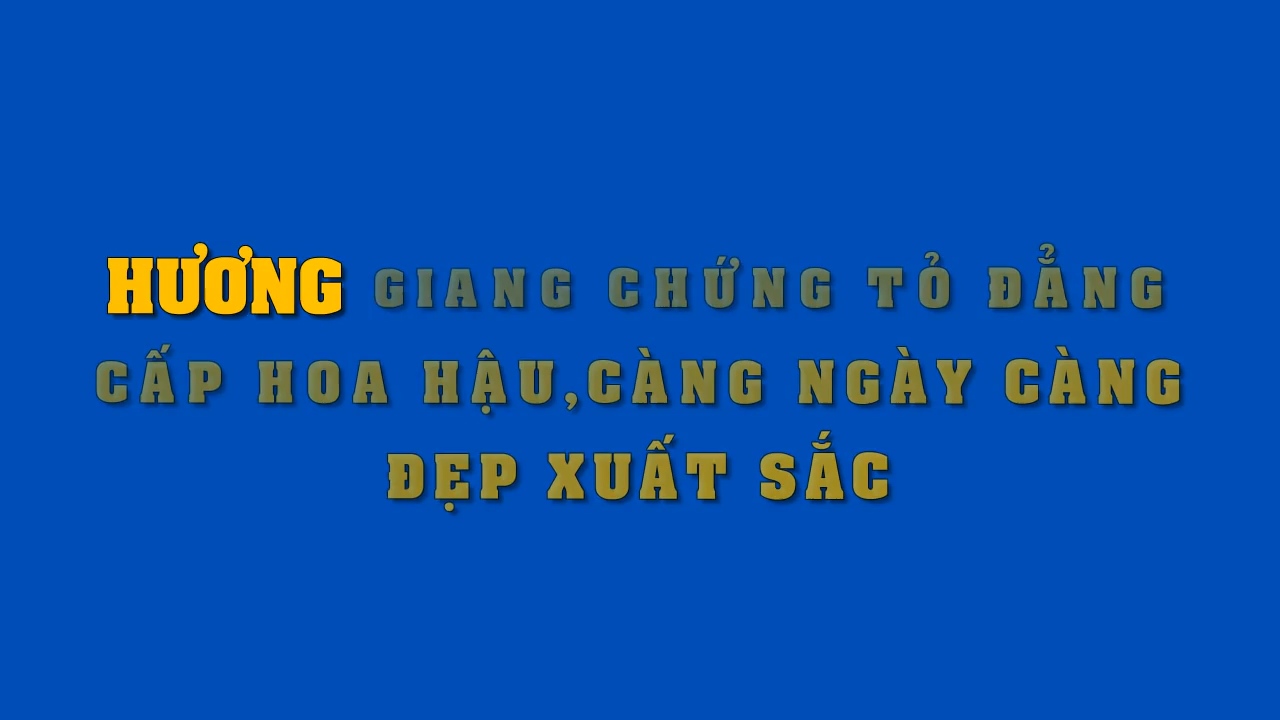 HƯƠNG GIANG CHỨNG TỎ ĐẲNG
CẤP HOA HẬU,CÀNG NGÀY CÀNG
ĐẸP XUẤT SẮC